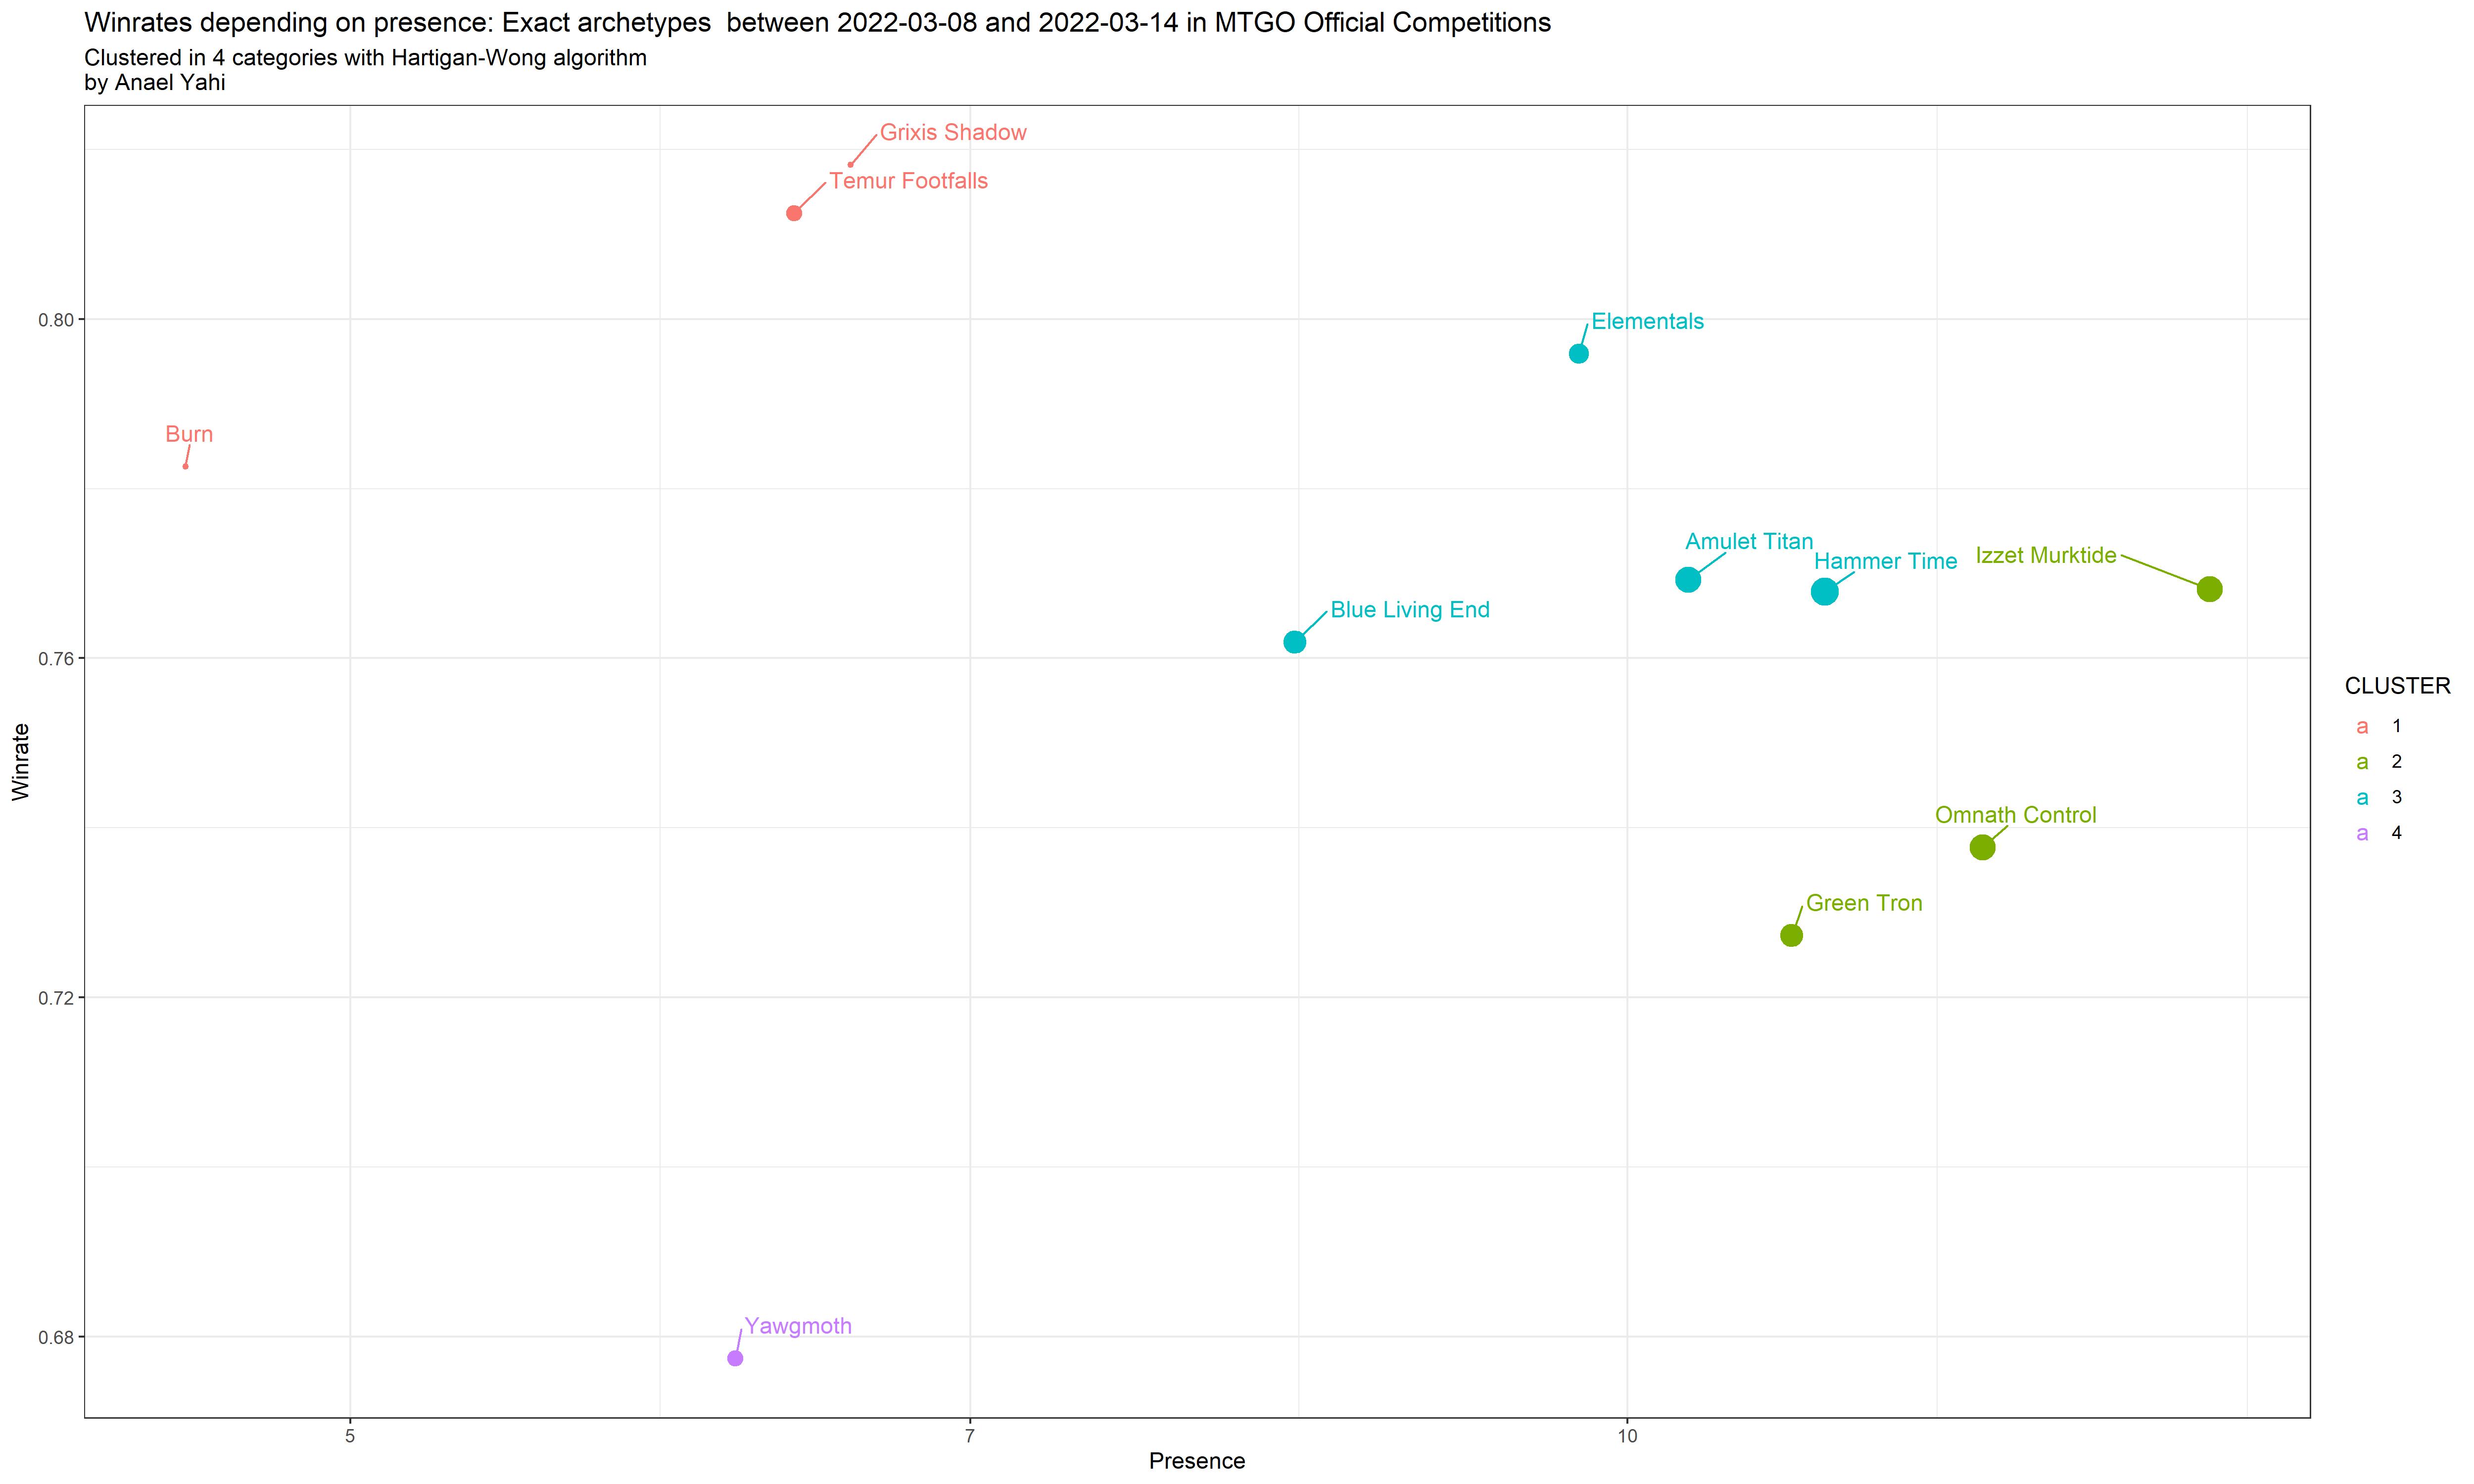 Winrates depending on presence: Exact archetypes  between 2022-03-08 and 2022-03-14 in MTGO Official Competitions
Clustered in 4 categories with Hartigan-Wong algorithm
by Anael Yahi
Grixis Shadow
Temur Footfalls
0.80
Elementals
Burn
Amulet Titan
Hammer Time
Izzet Murktide
Blue Living End
0.76
CLUSTER
a 1
a 2
a 3
a 4
Winrate
Omnath Control
Green Tron
0.72
Yawgmoth
0.68
5
7
10
Presence